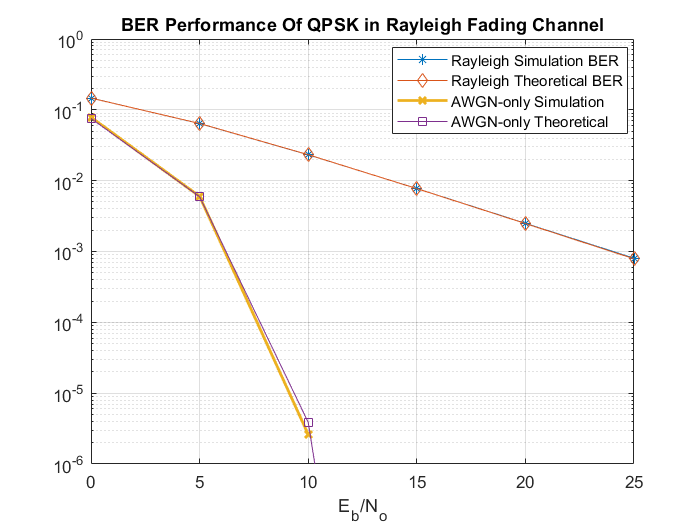 BER Performance Of QPSK in Rayleigh Fading Channel
Rayleigh Simulation BER
Rayleigh Theoretical BER
AWGN-only Simulation
AWGN-only Theoretical
10^0
10^-1
10^-2
10^-3
10^-4
10^-5
10^-6
0 5 10 15 20 25
E_b/N_o